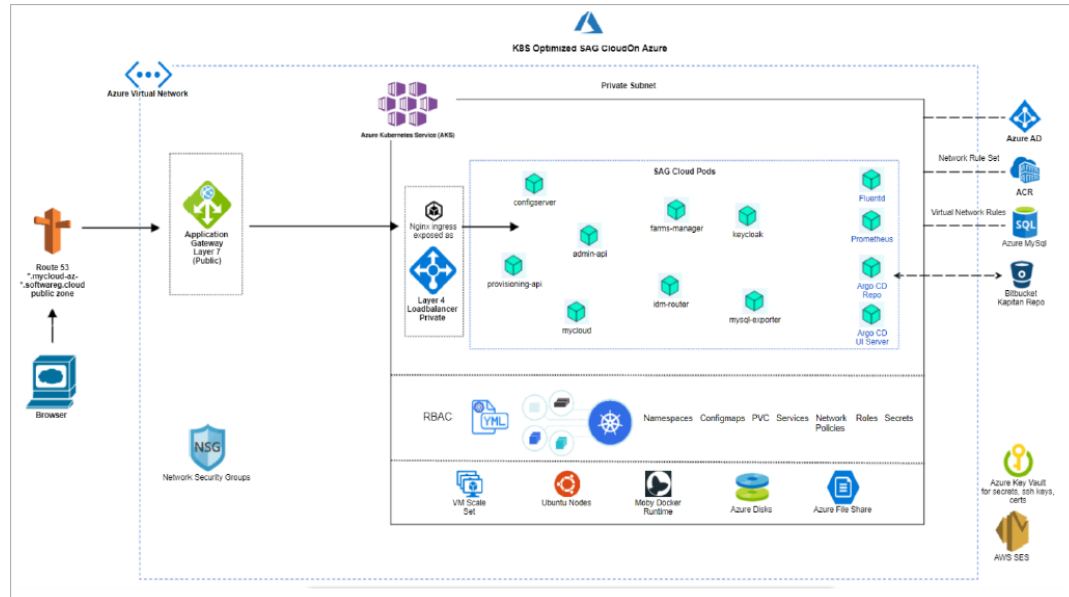 K8S Optimized SAG CloudOn Azure
Azure Virtual Network
Private Subnet
Azure Kubernetes Service (AKS)
Azure AD
Network Rule Set
ACR
Virtual Network Rules
SQL
Azure MySql
Bitbucket
Kapitan Repo
SAG Cloud Pods
configserver
farms-manager
keycloak
Fluentd
admin-api
Prometheus
provisioning-api
idm-router
Argo CD
Repo
mycloud
mysql-exporter
Argo CD
UI Server
Nginx ingress
exposed as
Layer 4
Loadbalancer
Private
Application
Gateway
Layer 7
(Public)
Route 53
*.mycloud-az-
*.softwareg.cloud
public zone
Browser
RBAC
YML
Namespaces Configmaps PVC Services Network Roles Secrets
Policies
NSG
Network Security Groups
VM Scale
Set
Ubuntu Nodes
Moby Docker
Runtime
Azure Disks
Azure File Share
Azure Key Vault
for secrets, ssh keys,
certs
AWS SES